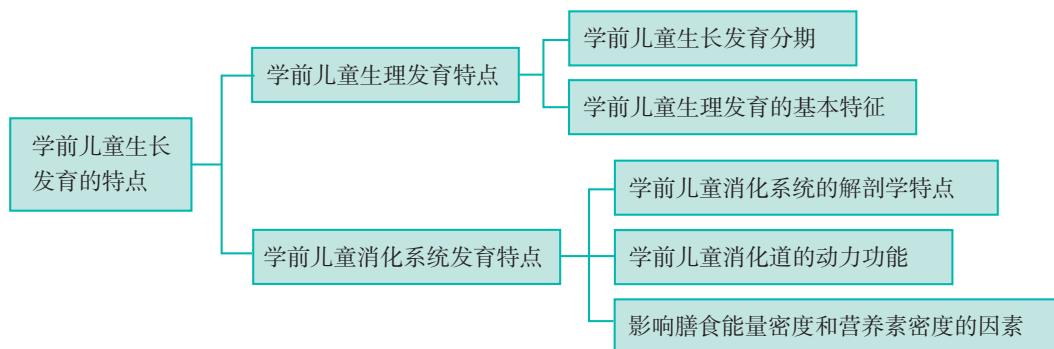 学前儿童生长
发育的特点
学前儿童生理发育特点
学前儿童生长发育分期
学前儿童生理发育的基本特征
学前儿童消化系统发育特点
学前儿童消化系统的解剖学特点
学前儿童消化道的动力功能
影响膳食能量密度和营养素密度的因素